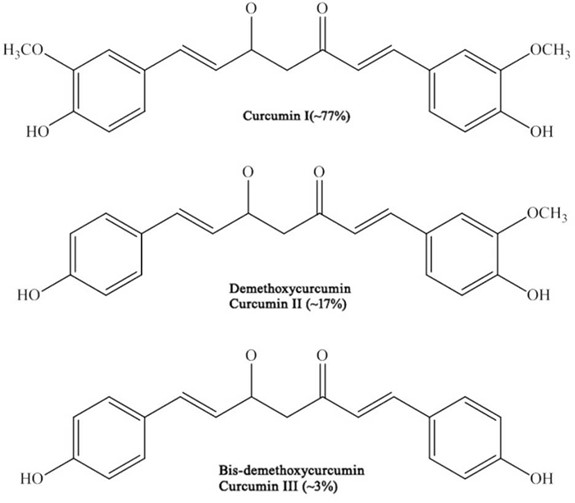 O O
H₃CO OCH₃
HO OH
Curcumin I(~77%)
O O
OCH₃
HO OH
Demethoxycurcumin
Curcumin II (~17%)
O O
HO OH
Bis-demethoxycurcumin
Curcumin III (~3%)